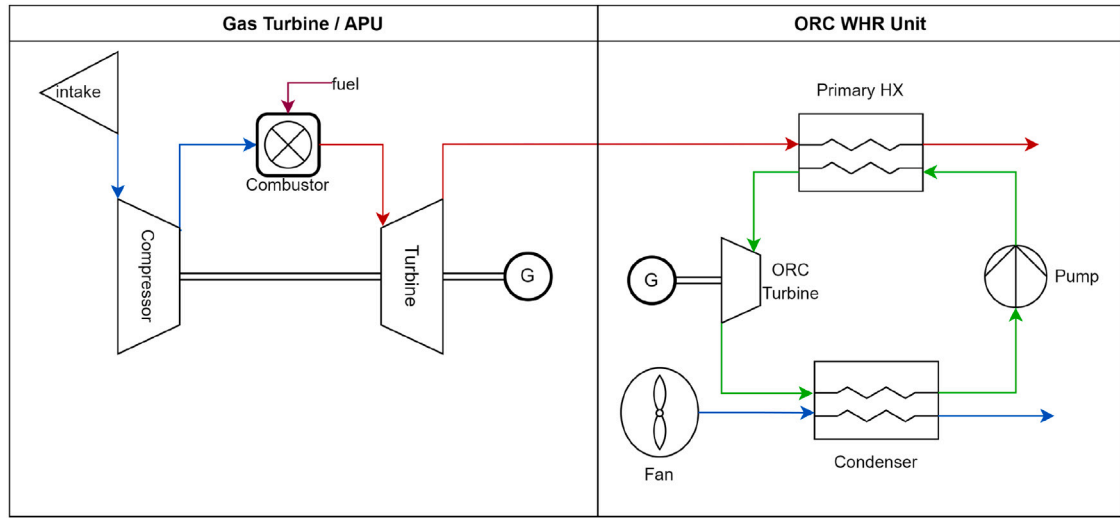 Gas Turbine / APU
ORC WHR Unit
intake
fuel
Combustor
Compressor
Turbine
G
Primary HX
G
ORC
Turbine
Pump
Fan
Condenser